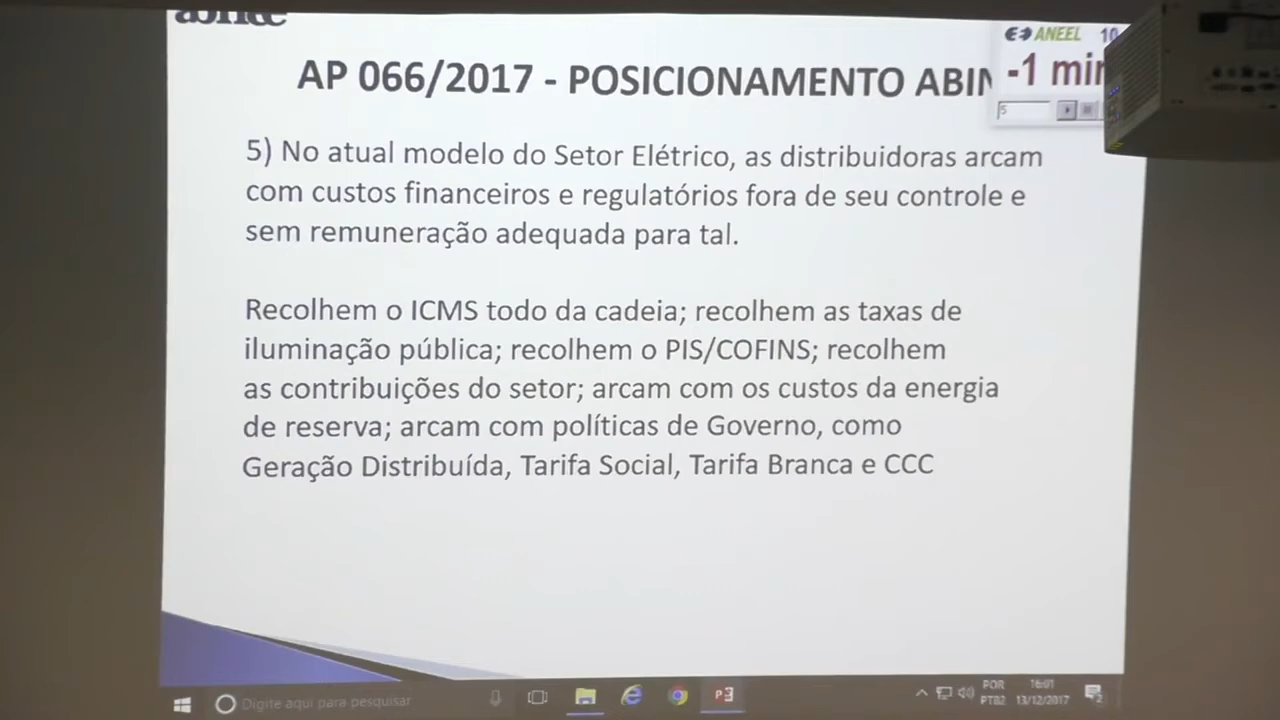 ANEEL 10
AP 066/2017 - POSICIONAMENTO ABIN
-1 min
5
5) No atual modelo do Setor Elétrico, as distribuidoras arcam
com custos financeiros e regulatórios fora de seu controle e
sem remuneração adequada para tal.
Recolhem o ICMS todo da cadeia; recolhem as taxas de
iluminação pública; recolhem o PIS/COFINS; recolhem
as contribuições do setor; arcam com os custos da energia
de reserva; arcam com políticas de Governo, como
Geração Distribuída, Tarifa Social, Tarifa Branca e CCC
Digite aqui para pesquisar
POR
PTB2
16:01
13/12/2017